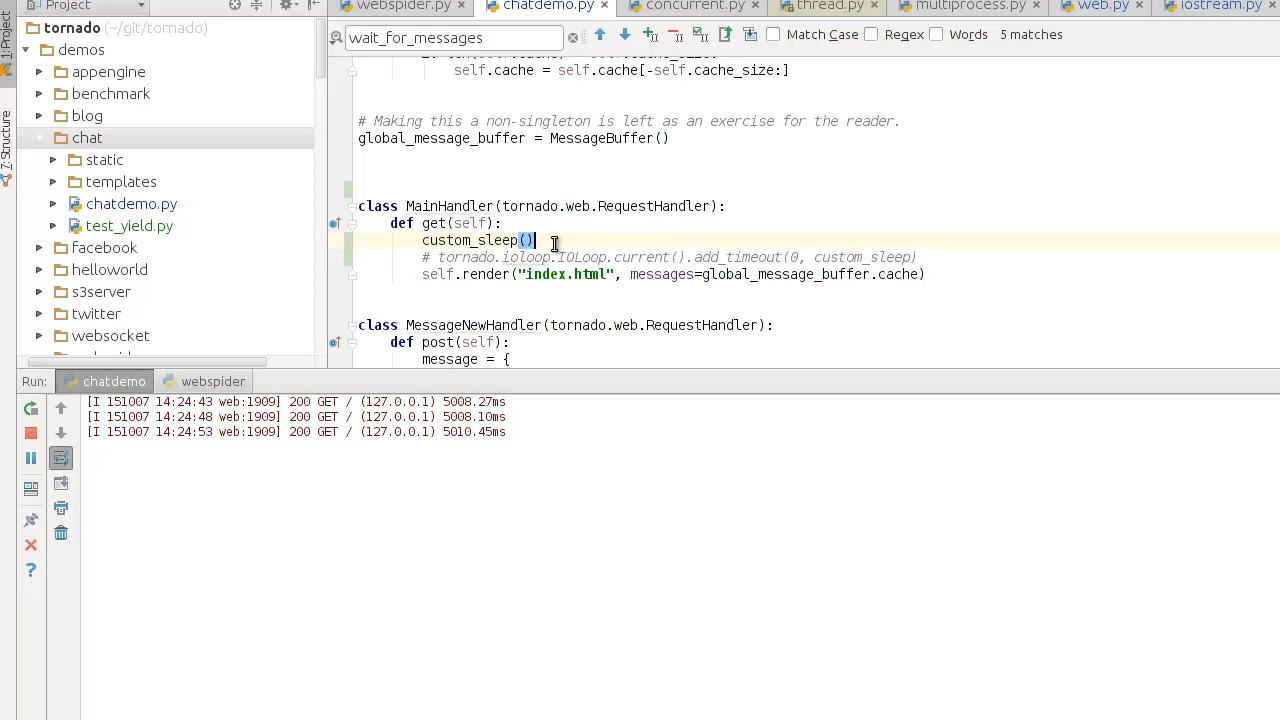 Project
webspider.py
chatdemo.py
concurrent.py
thread.py
multiprocess.py
web.py
iostream.py
1: Project
Z: Structure
wait_for_messages
Match Case
Regex
Words
5 matches
tornado (~/git/tornado)
demos
appengine
benchmark
blog
chat
static
templates
chatdemo.py
test_yield.py
facebook
helloworld
s3server
twitter
websocket
self.cache = self.cache[-self.cache_size:]
# Making this a non-singleton is left as an exercise for the reader.
global_message_buffer = MessageBuffer()
class MainHandler(tornado.web.RequestHandler):
def get(self):
custom_sleep()
# tornado.ioloop.IOLoop.current().add_timeout(0, custom_sleep)
self.render("index.html", messages=global_message_buffer.cache)
class MessageNewHandler(tornado.web.RequestHandler):
def post(self):
message = {
Run:
chatdemo
webspider
[I 151007 14:24:43 web:1909] 200 GET / (127.0.0.1) 5008.27ms
[I 151007 14:24:48 web:1909] 200 GET / (127.0.0.1) 5008.10ms
[I 151007 14:24:53 web:1909] 200 GET / (127.0.0.1) 5010.45ms